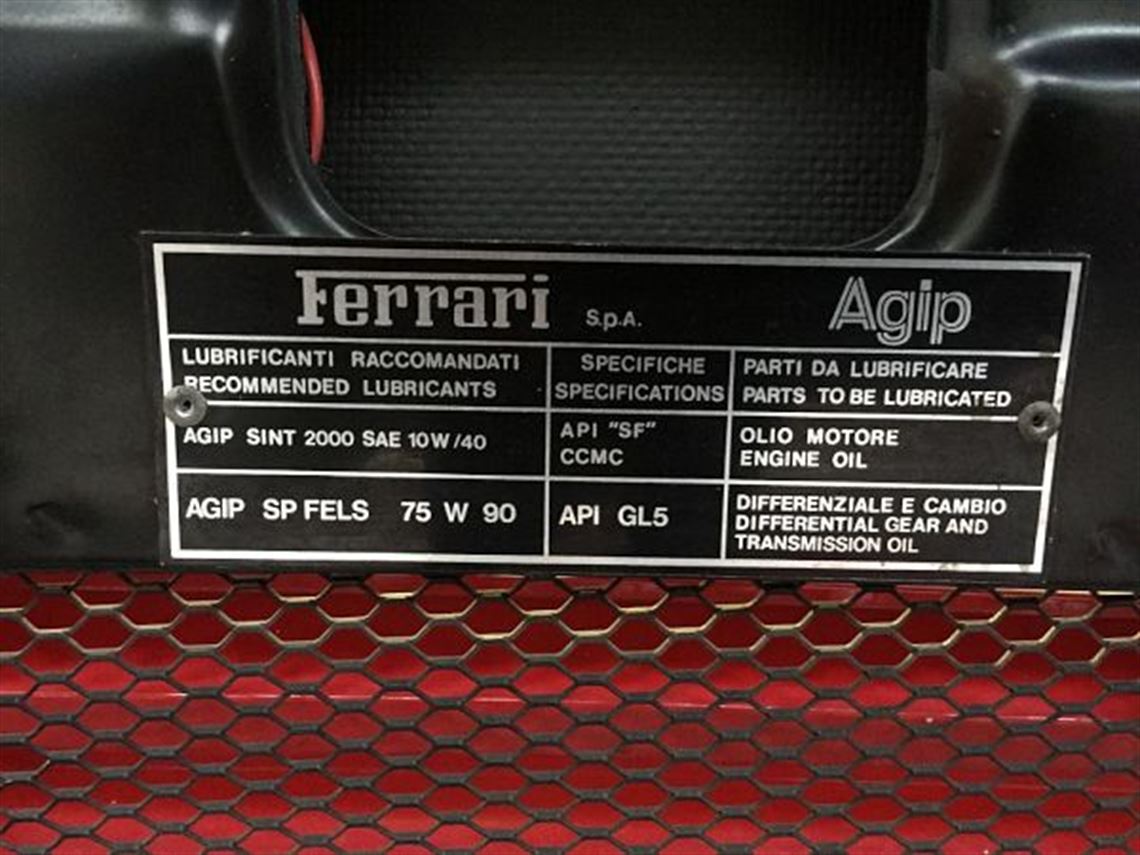 Ferrari S.p.A. Agip
LUBRIFICANTI RACCOMANDATI
RECOMMENDED LUBRICANTS
SPECIFICHE
SPECIFICATIONS
PARTI DA LUBRIFICARE
PARTS TO BE LUBRICATED
AGIP SINT 2000 SAE 10W/40
API "SF"
CCMC
OLIO MOTORE
ENGINE OIL
AGIP SP FELS 75 W 90
API GL5
DIFFERENZIALE E CAMBIO
DIFFERENTIAL GEAR AND
TRANSMISSION OIL